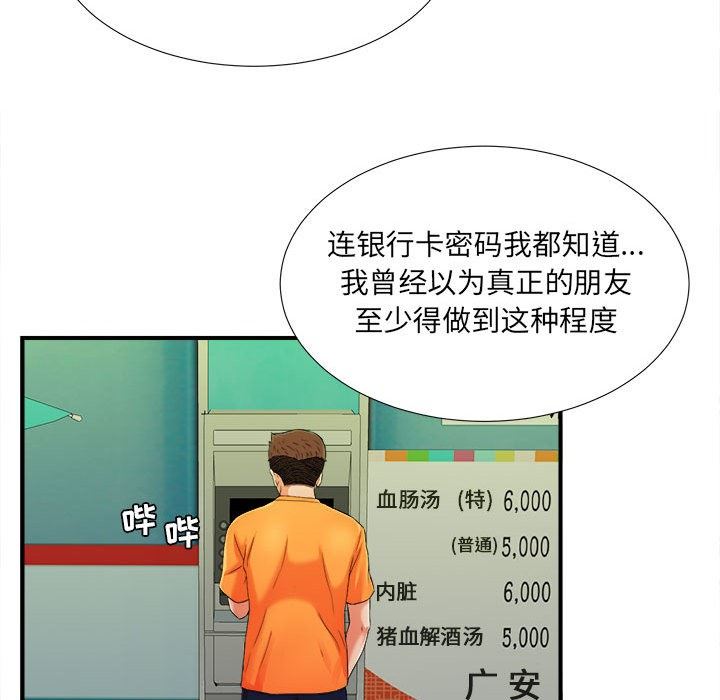 连银行卡密码我都知道...
我曾经以为真正的朋友
至少得做到这种程度
哔 哔
血肠汤 (特) 6,000
(普通) 5,000
内脏 6,000
猪血解酒汤 5,000
广安